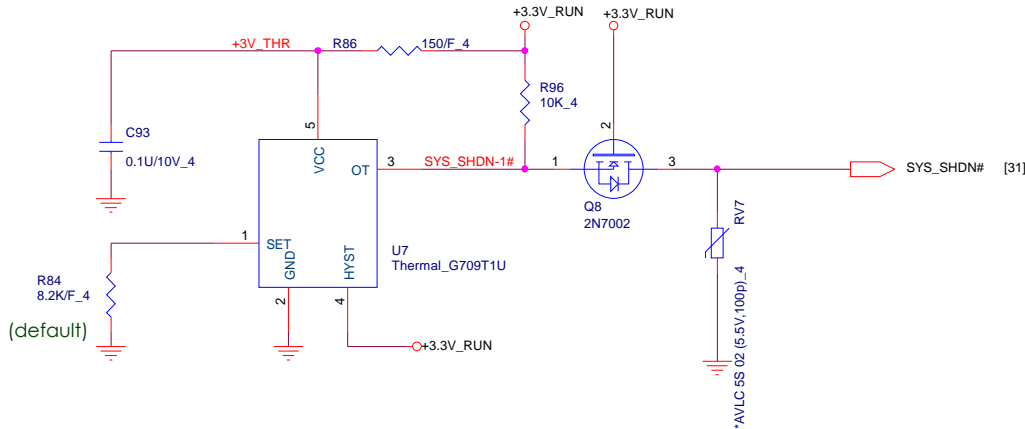 +3.3V_RUN
+3.3V_RUN
+3V_THR
R86
150/F_4
R96
10K_4
C93
0.1U/10V_4
5
VCC
OT
3
SYS_SHDN-1#
1
2
3
SYS_SHDN# [31]
Q8
2N7002
RV7
*AVLC 5S 02 (5.5V,100p)_4
1
SET
GND
HYST
2
4
U7
Thermal_G709T1U
R84
8.2K/F_4
(default)
+3.3V_RUN